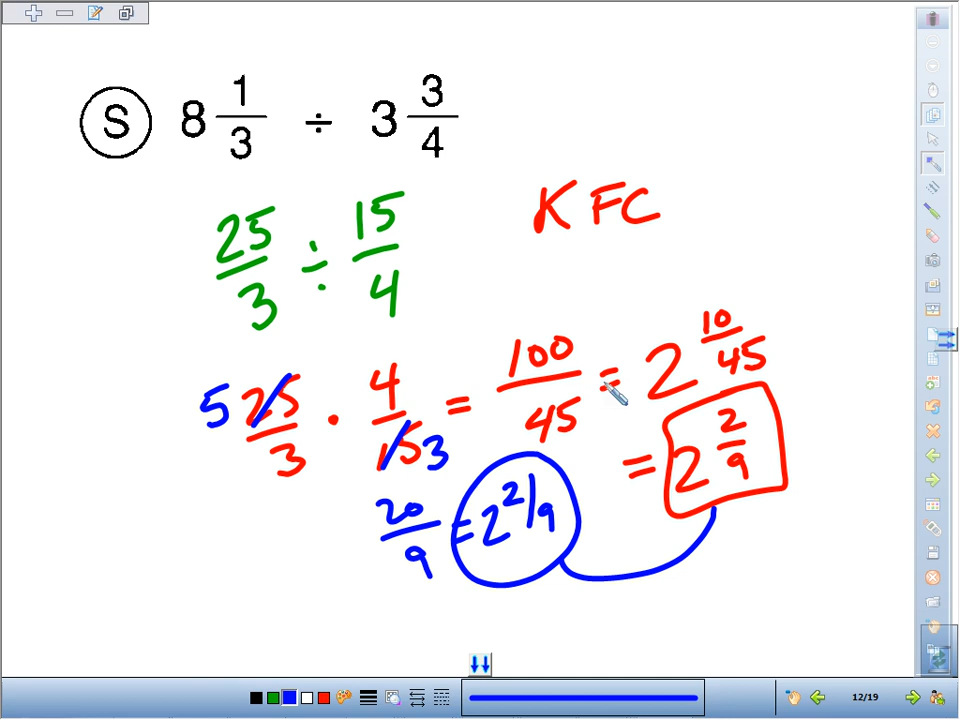 S 8 1/3 ÷ 3 3/4
KFC
25/3 ÷ 15/4
5 25/3 · 4/15 3 = 100/45 = 2 10/45
= 2 2/9
20/9 = 2 2/9
12/19